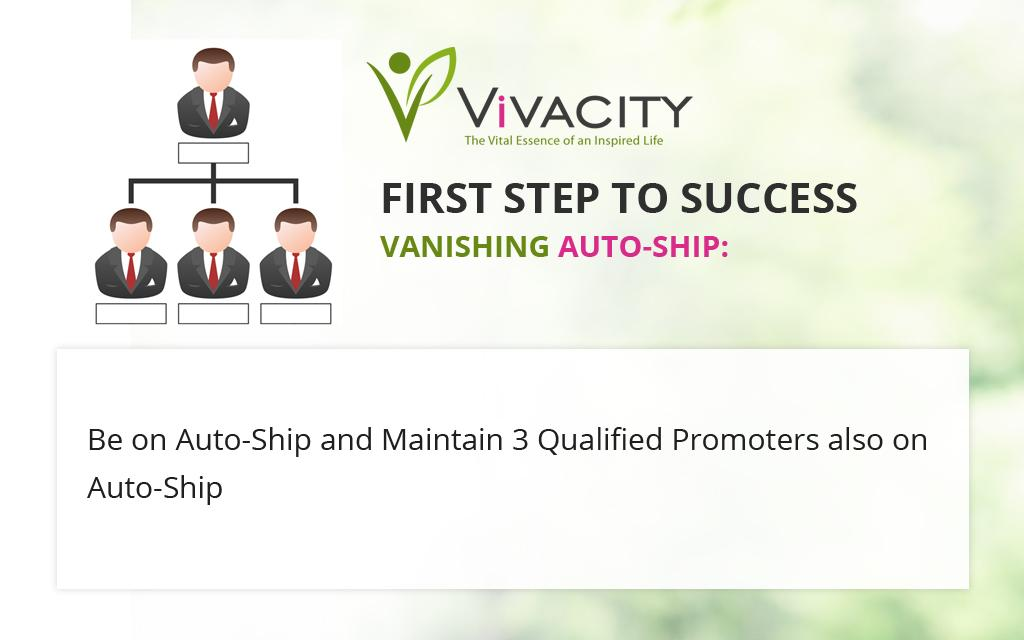 ViVACITY
The Vital Essence of an Inspired Life
FIRST STEP TO SUCCESS
VANISHING AUTO-SHIP:
Be on Auto-Ship and Maintain 3 Qualified Promoters also on
Auto-Ship